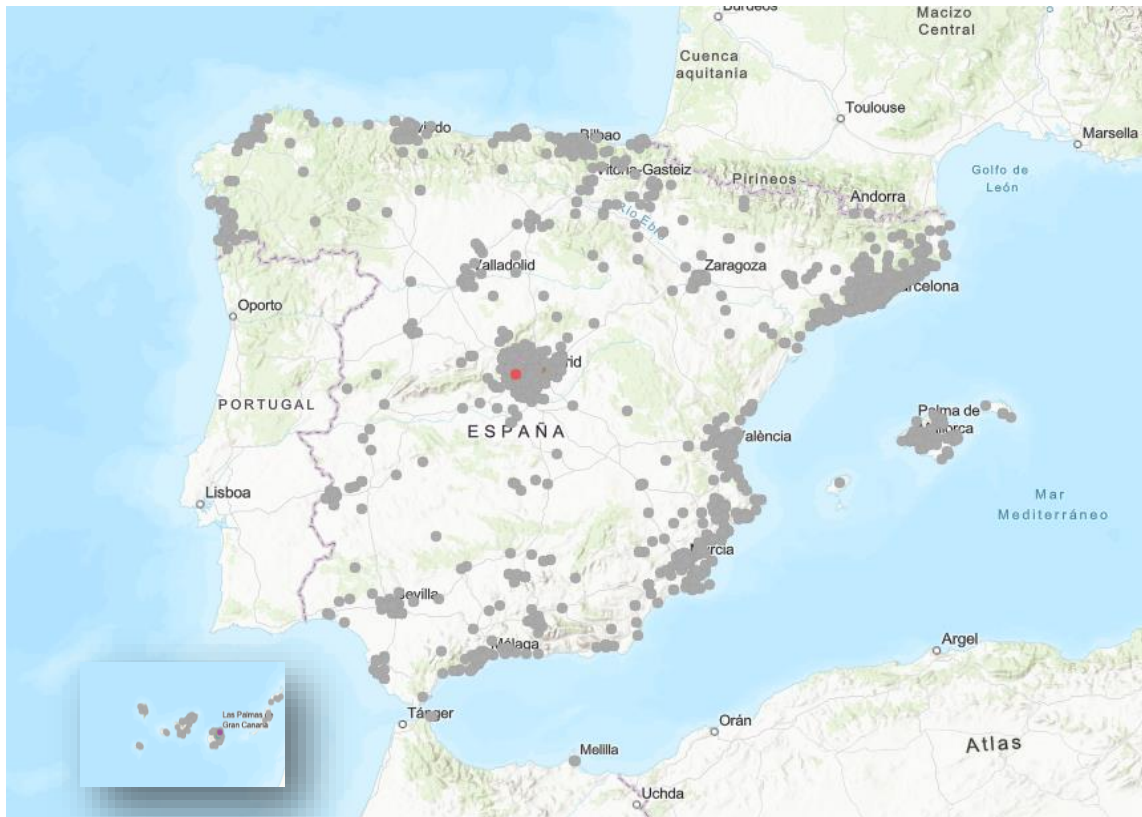 Macizo
Central
Cuenca
aquitania
Toulouse
Marsella
Golfo de
León
Bilbao
Vitoria-Gasteiz
Pirineos
Andorra
Río Ebro
Valladolid
Zaragoza
Oporto
PORTUGAL
ESPAÑA
Palma de
Mallorca
València
Lisboa
Mar
Mediterráneo
Murcia
Sevilla
Málaga
Argel
Las Palmas de
Gran Canaria
Tánger
Orán
Melilla
Atlas
Uchda